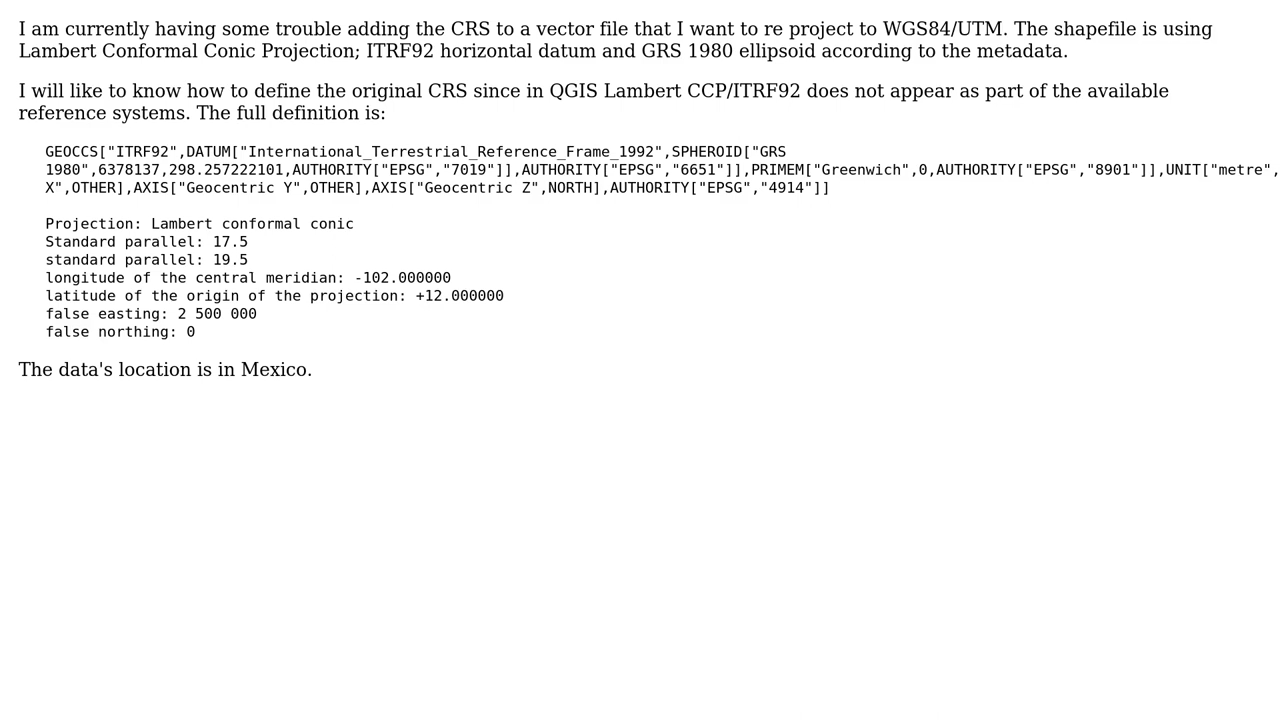 I am currently having some trouble adding the CRS to a vector file that I want to re project to WGS84/UTM. The shapefile is using
Lambert Conformal Conic Projection; ITRF92 horizontal datum and GRS 1980 ellipsoid according to the metadata.
I will like to know how to define the original CRS since in QGIS Lambert CCP/ITRF92 does not appear as part of the available
reference systems. The full definition is:
GEOCCS["ITRF92",DATUM["International_Terrestrial_Reference_Frame_1992",SPHEROID["GRS
1980",6378137,298.257222101,AUTHORITY["EPSG","7019"]],AUTHORITY["EPSG","6651"]],PRIMEM["Greenwich",0,AUTHORITY["EPSG","8901"]],UNIT["metre",
X",OTHER],AXIS["Geocentric Y",OTHER],AXIS["Geocentric Z",NORTH],AUTHORITY["EPSG","4914"]]
Projection: Lambert conformal conic
Standard parallel: 17.5
standard parallel: 19.5
longitude of the central meridian: -102.000000
latitude of the origin of the projection: +12.000000
false easting: 2 500 000
false northing: 0
The data's location is in Mexico.